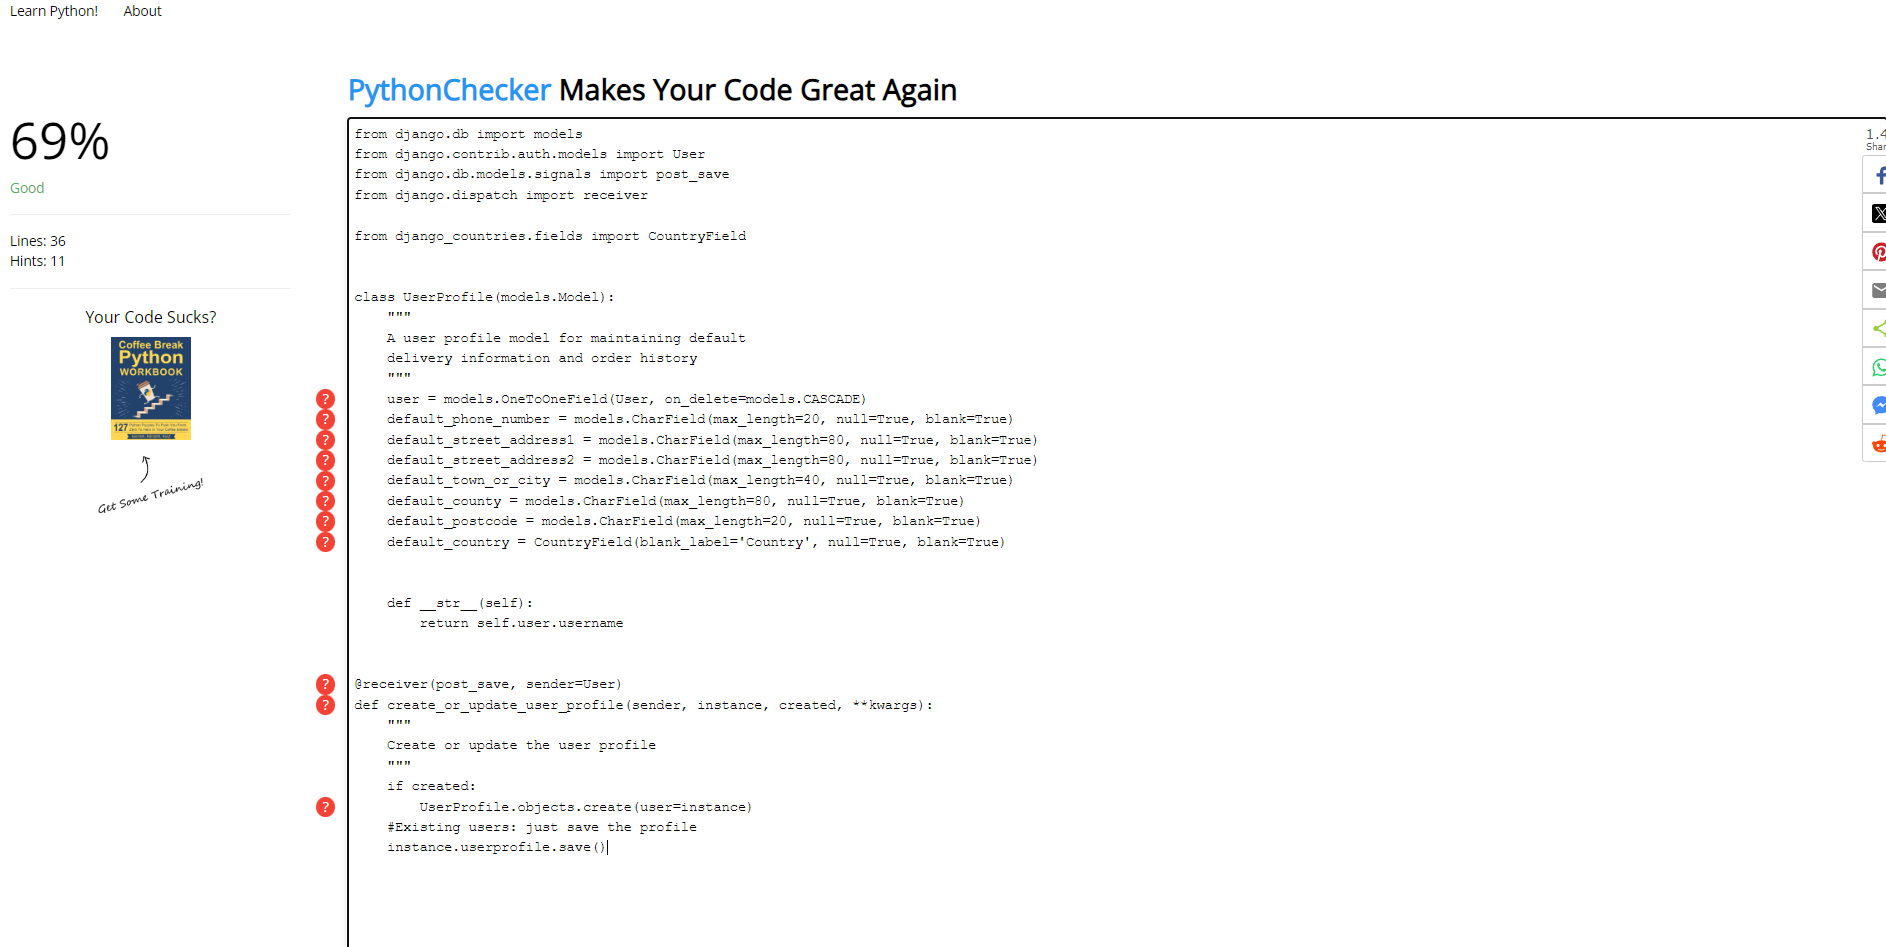 Learn Python! About
PythonChecker Makes Your Code Great Again
69%
Good
Lines: 36
Hints: 11
Your Code Sucks?
Coffee Break
Python
WORKBOOK
127
Get Some Training!
from django.db import models
from django.contrib.auth.models import User
from django.db.models.signals import post_save
from django.dispatch import receiver
from django_countries.fields import CountryField
class UserProfile(models.Model):
"""
A user profile model for maintaining default
delivery information and order history
"""
? user = models.OneToOneField(User, on_delete=models.CASCADE)
? default_phone_number = models.CharField(max_length=20, null=True, blank=True)
? default_street_address1 = models.CharField(max_length=80, null=True, blank=True)
? default_street_address2 = models.CharField(max_length=80, null=True, blank=True)
? default_town_or_city = models.CharField(max_length=40, null=True, blank=True)
? default_county = models.CharField(max_length=80, null=True, blank=True)
? default_postcode = models.CharField(max_length=20, null=True, blank=True)
? default_country = CountryField(blank_label='Country', null=True, blank=True)
def __str__(self):
return self.user.username
? @receiver(post_save, sender=User)
? def create_or_update_user_profile(sender, instance, created, **kwargs):
"""
Create or update the user profile
"""
if created:
? UserProfile.objects.create(user=instance)
#Existing users: just save the profile
instance.userprofile.save()
1.4
Shar